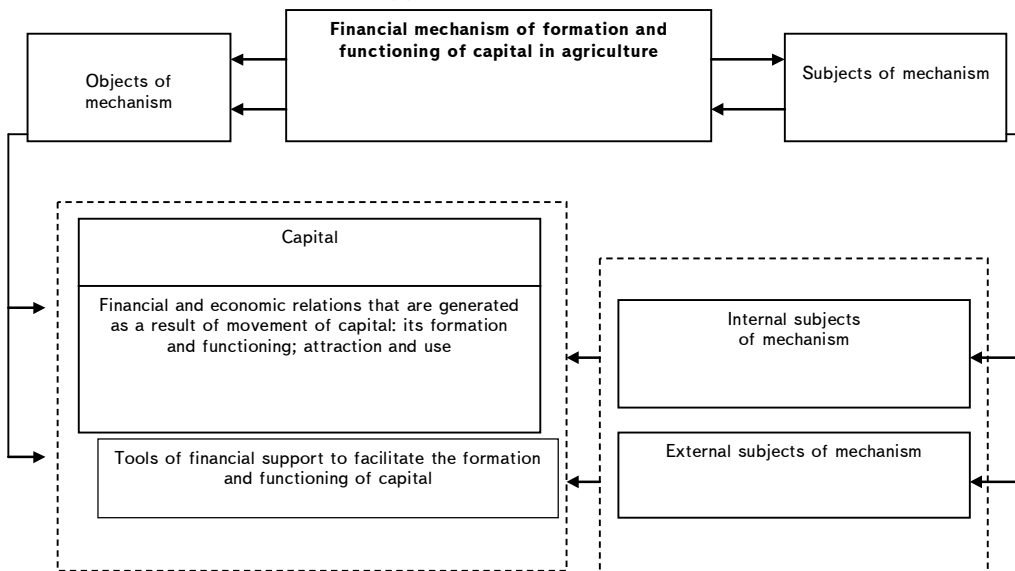 Financial mechanism of formation and
functioning of capital in agriculture
Objects of
mechanism
Subjects of mechanism
Capital
Financial and economic relations that are generated
as a result of movement of capital: its formation
and functioning; attraction and use
Tools of financial support to facilitate the formation
and functioning of capital
Internal subjects
of mechanism
External subjects of mechanism